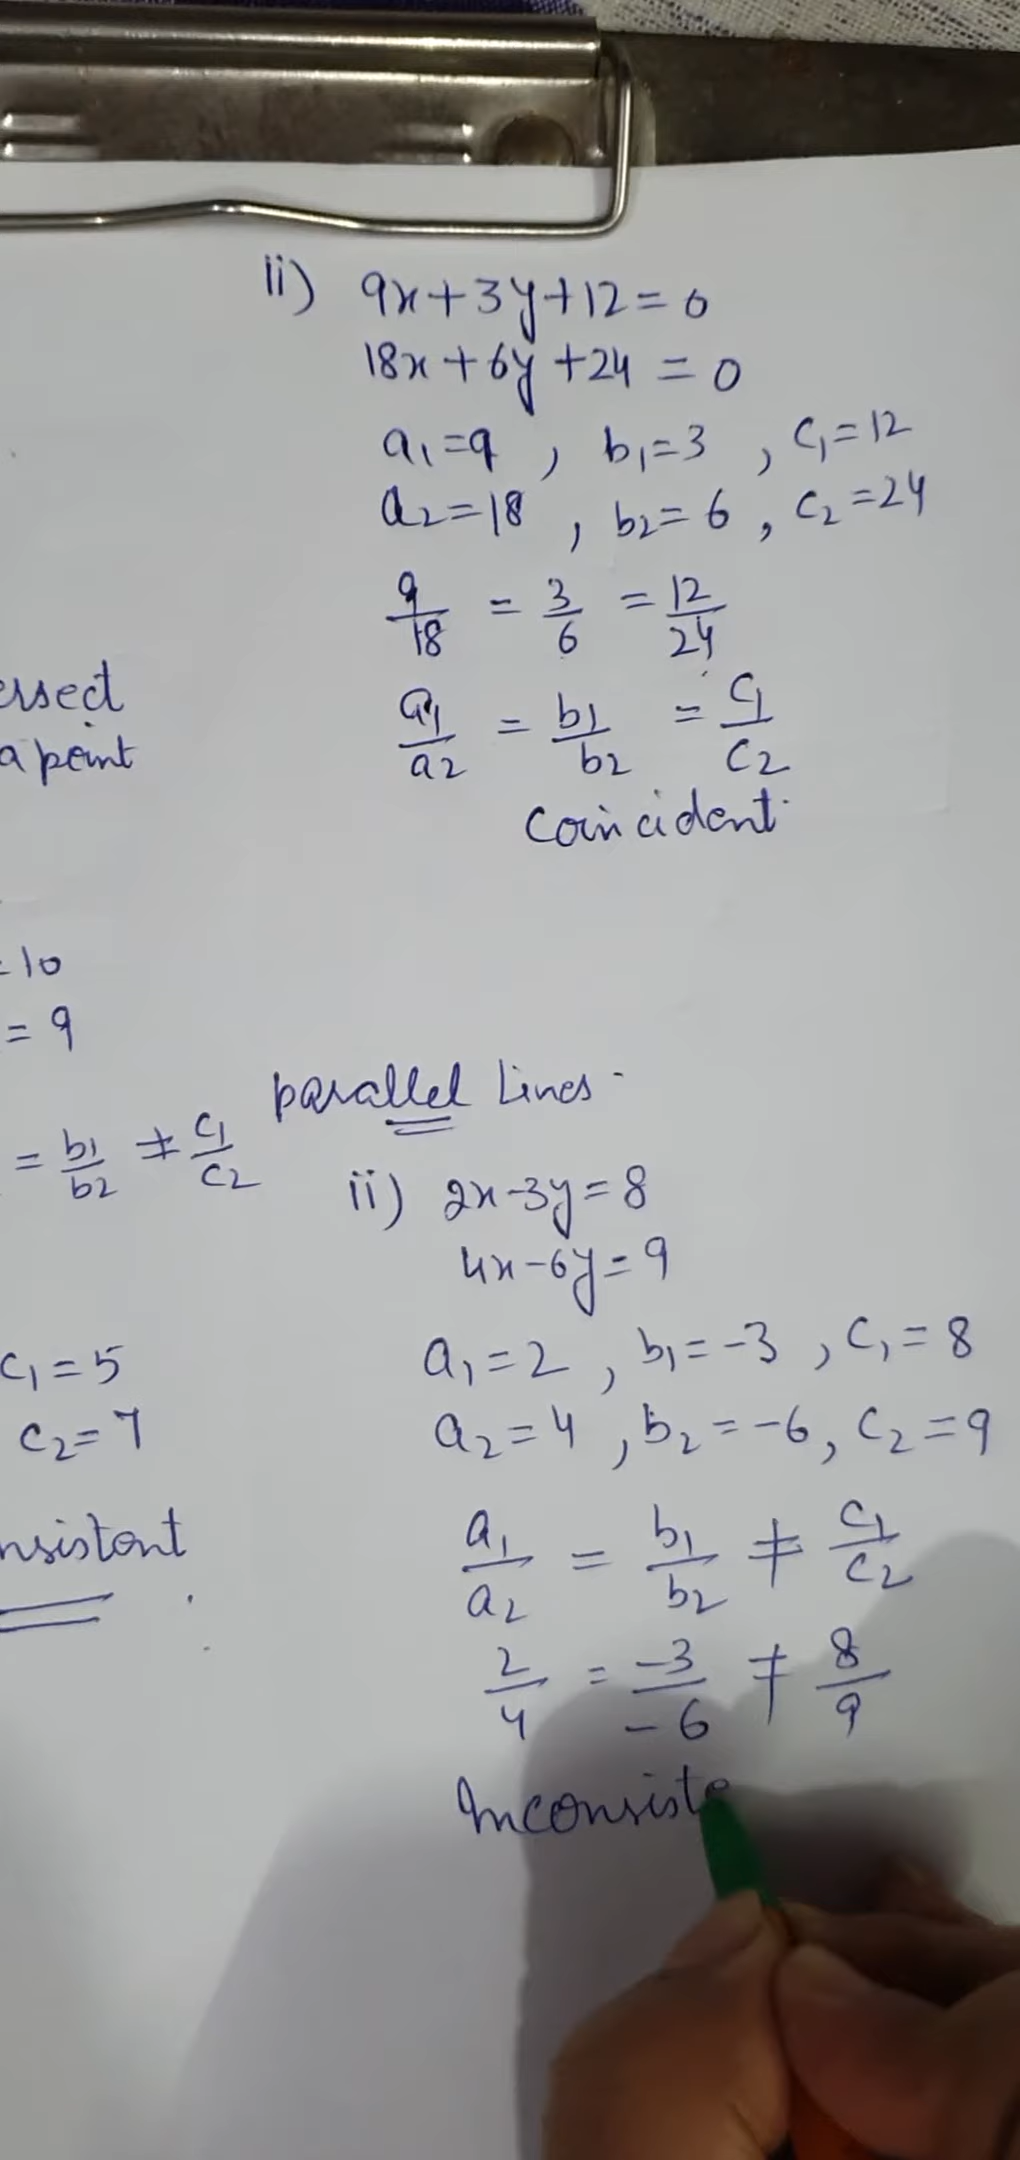 ii) 9x+3y+12=0
18x+6y+24=0
a1=9, b1=3, c1=12
a2=18, b2=6, c2=24
9/18 = 3/6 = 12/24
a1/a2 = b1/b2 = c1/c2
coincident
a point
=10
=9
parallel lines
= b1/b2 ≠ c1/c2
ii) 2x-3y=8
4x-6y=9
c1=5
c2=7
a1=2, b1=-3, c1=8
a2=4, b2=-6, c2=9
a1/a2 = b1/b2 ≠ c1/c2
2/4 = -3/-6 ≠ 8/9
Inconsiste